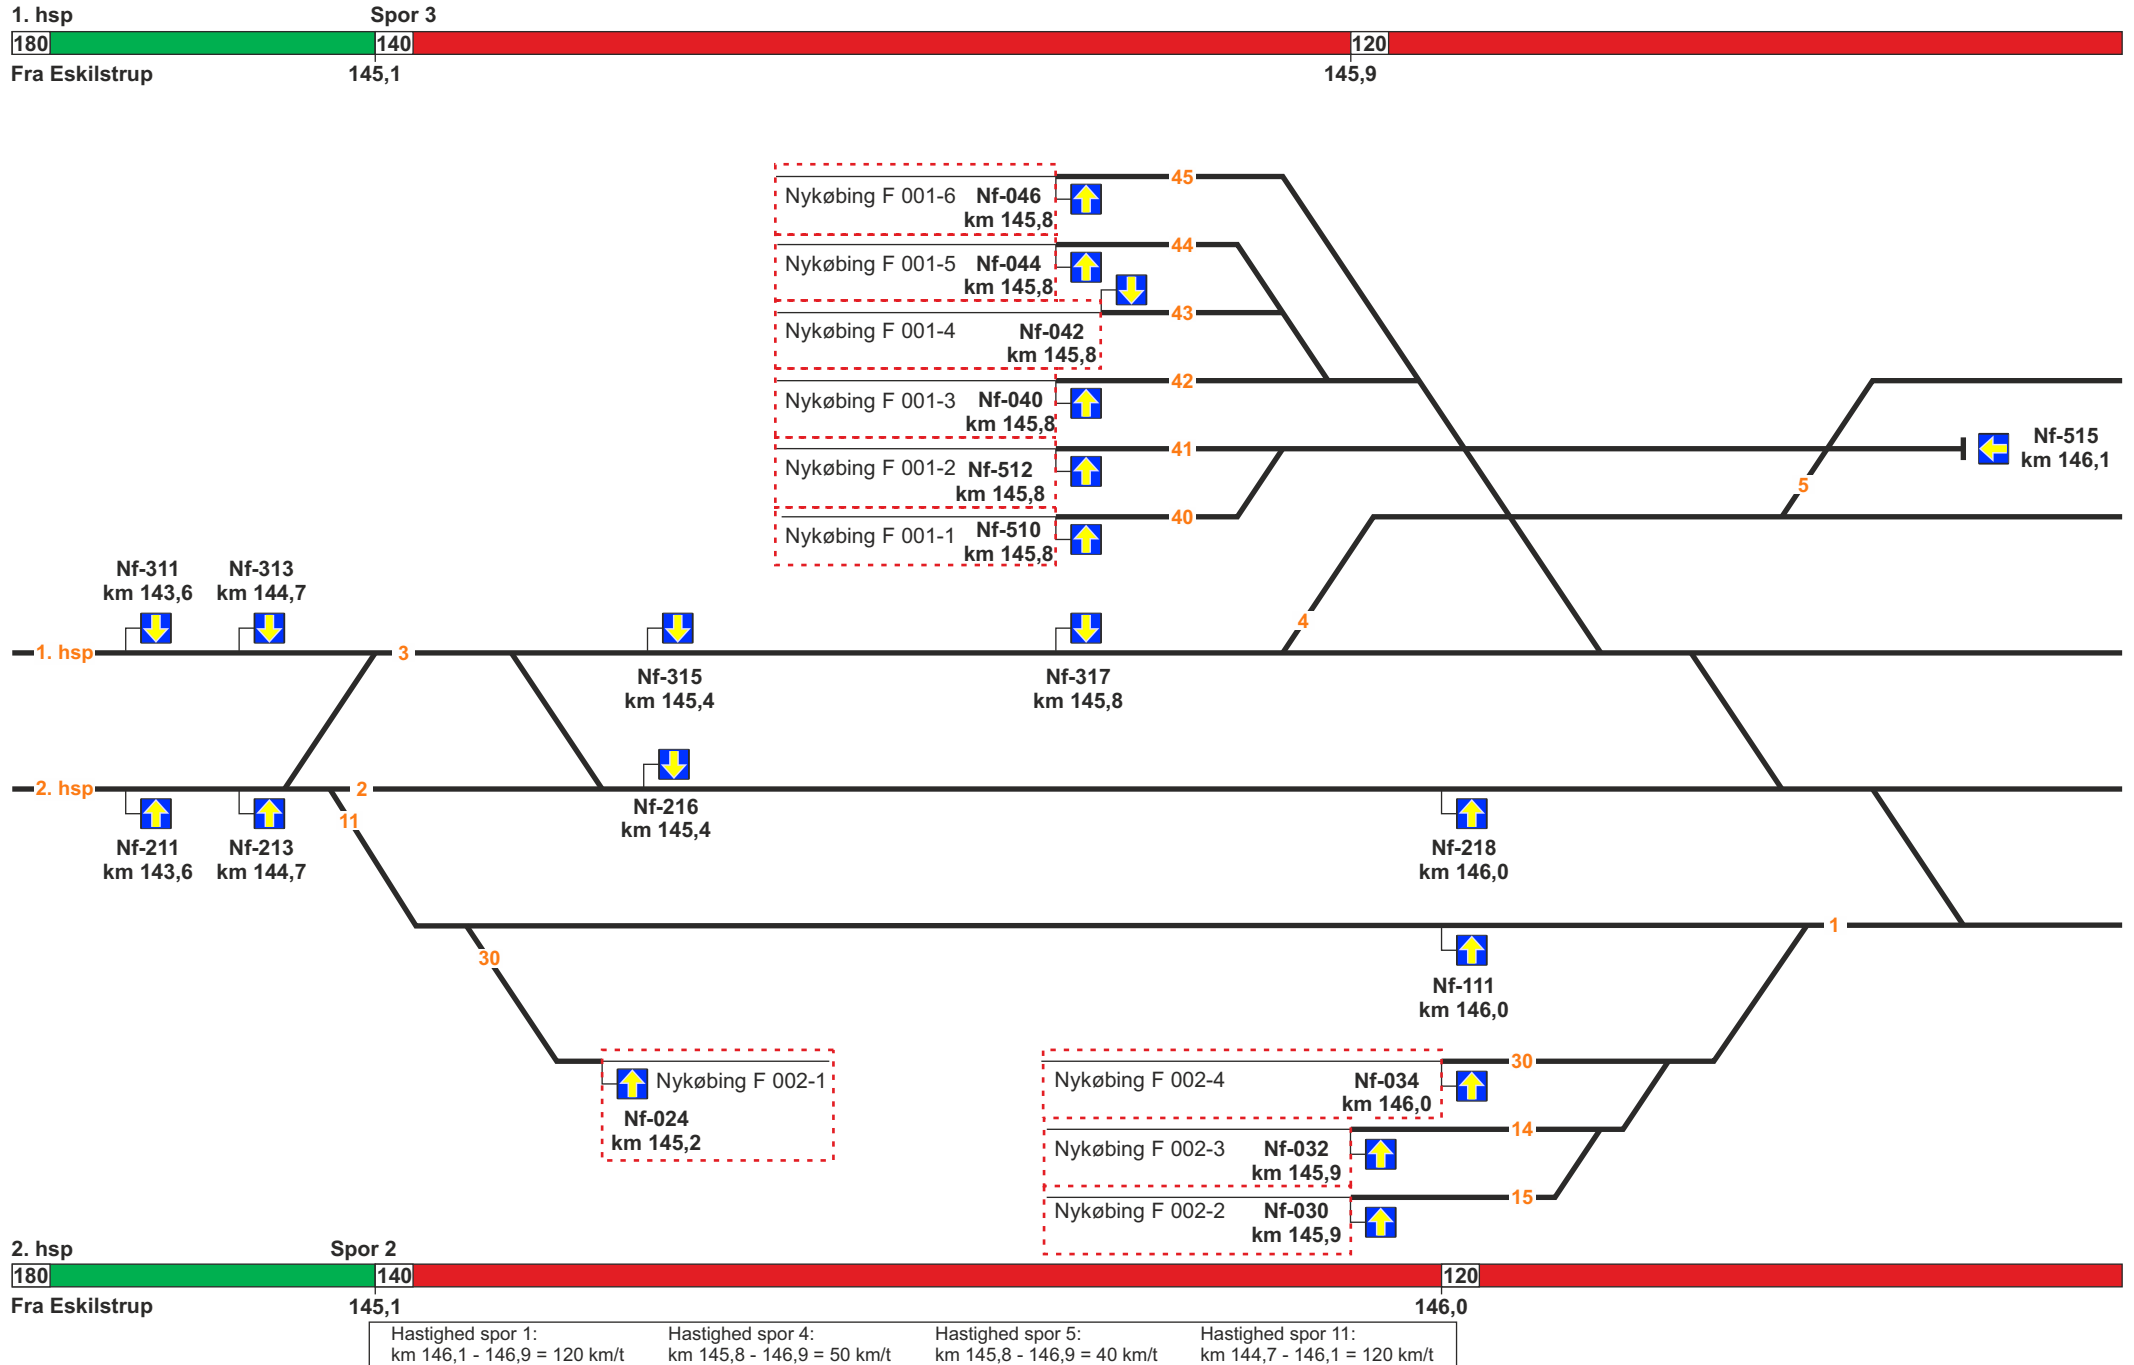 1. hsp Spor 3
180 140 120
Fra Eskilstrup 145,1 145,9
45
Nykøbing F 001-6 Nf-046
km 145,8
44
Nykøbing F 001-5 Nf-044
km 145,8
43
Nykøbing F 001-4 Nf-042
km 145,8
42
Nykøbing F 001-3 Nf-040
km 145,8
41
Nykøbing F 001-2 Nf-512
km 145,8
40
Nykøbing F 001-1 Nf-510
km 145,8
Nf-515
km 146,1
5
Nf-311 Nf-313
km 143,6 km 144,7
4
1. hsp 3
Nf-315 Nf-317
km 145,4 km 145,8
2. hsp 2
11
Nf-216
km 145,4
Nf-211 Nf-213 Nf-218
km 143,6 km 144,7 km 146,0
1
30
Nf-111
km 146,0
30
Nykøbing F 002-1
Nf-024
km 145,2
Nykøbing F 002-4 Nf-034
km 146,0
14
Nykøbing F 002-3 Nf-032
km 145,9
15
Nykøbing F 002-2 Nf-030
km 145,9
2. hsp Spor 2
180 140 120
Fra Eskilstrup 145,1 146,0
Hastighed spor 1: Hastighed spor 4: Hastighed spor 5: Hastighed spor 11:
km 146,1 - 146,9 = 120 km/t km 145,8 - 146,9 = 50 km/t km 145,8 - 146,9 = 40 km/t km 144,7 - 146,1 = 120 km/t